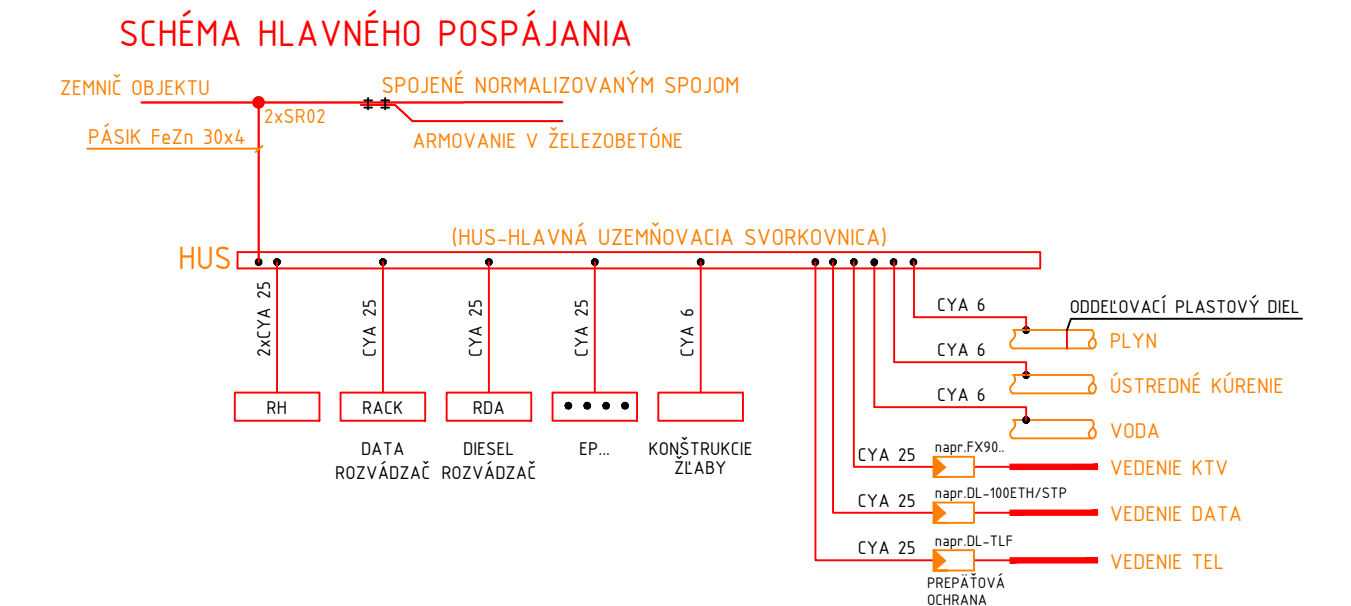 SCHÉMA HLAVNÉHO POSPÁJANIA
ZEMNIČ OBJEKTU
SPOJENÉ NORMALIZOVANÝM SPOJOM
2xSR02
PÁSIK FeZn 30x4
ARMOVANIE V ŽELEZOBETÓNE
(HUS-HLAVNÁ UZEMŇOVACIA SVORKOVNICA)
HUS
2xCYA 25
CYA 25
CYA 25
CYA 25
CYA 6
CYA 6
ODDEĽOVACÍ PLASTOVÝ DIEL
PLYN
CYA 6
ÚSTREDNÉ KÚRENIE
CYA 6
VODA
RH
RACK
RDA
DATA
ROZVÁDZAČ
DIESEL
ROZVÁDZAČ
EP...
KONŠTRUKCIE
ŽĽABY
CYA 25
napr.FX90..
VEDENIE KTV
CYA 25
napr.DL-100ETH/STP
VEDENIE DATA
CYA 25
napr.DL-TLF
VEDENIE TEL
PREPÄŤOVÁ
OCHRANA